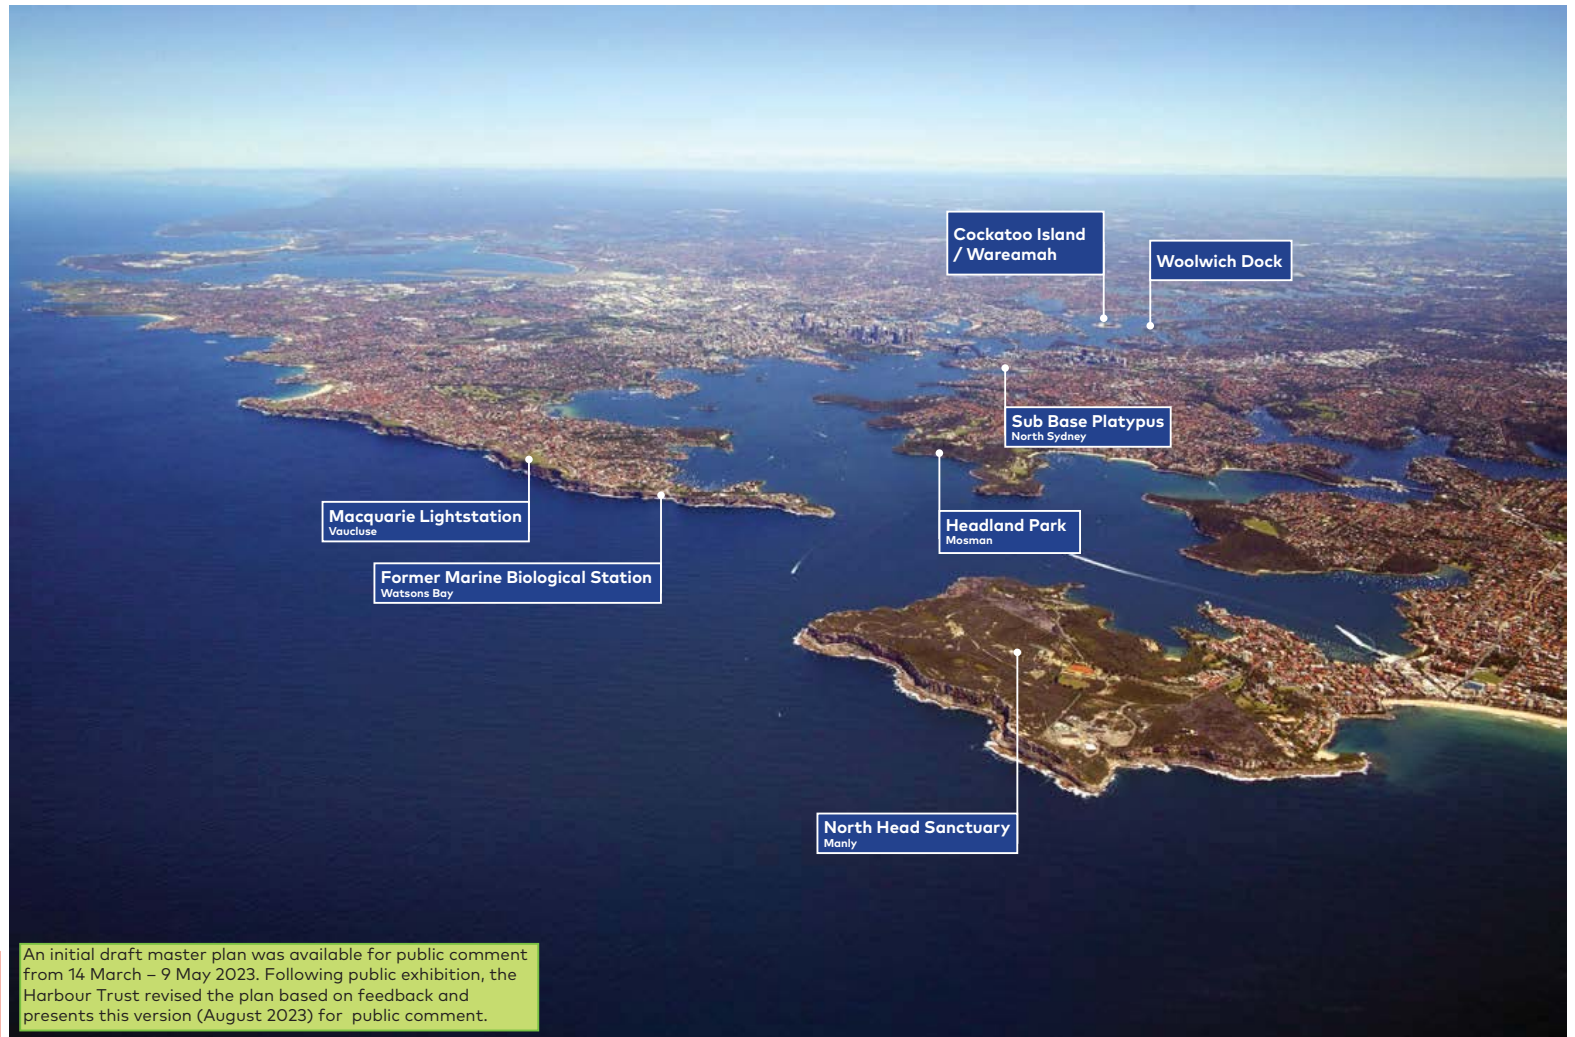 Cockatoo Island
/ Wareamah
Woolwich Dock
Sub Base Platypus
North Sydney
Macquarie Lightstation
Vaucluse
Headland Park
Mosman
Former Marine Biological Station
Watsons Bay
North Head Sanctuary
Manly
An initial draft master plan was available for public comment
from 14 March – 9 May 2023. Following public exhibition, the
Harbour Trust revised the plan based on feedback and
presents this version (August 2023) for  public comment.